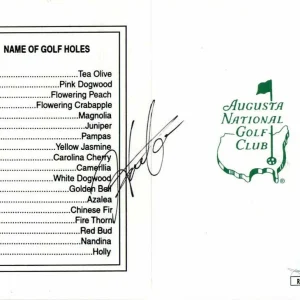 NAME OF GOLF HOLES
Tea Olive
Pink Dogwood
Flowering Peach
Flowering Crabapple
Magnolia
Juniper
Pampas
Yellow Jasmine
Carolina Cherry
Camellia
White Dogwood
Golden Bell
Azalea
Chinese Fir
Fire Thorn
Red Bud
Nandina
Holly
AUGUSTA
NATIONAL
GOLF
CLUB